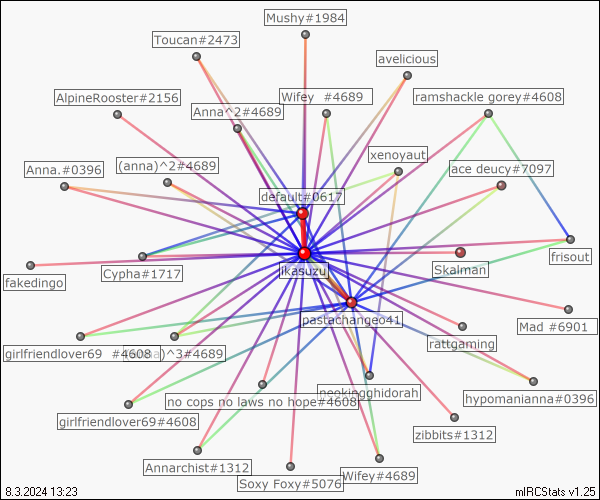 Mushy#1984
Toucan#2473
avelicious
AlpineRooster#2156
Wifey  #4689
ramshackle gorey#4608
Anna^2#4689
xenoyaut
Anna.#0396
(anna)^2#4689
ace deucy#7097
default#0617
frisout
ikasuzu
Skalman
fakedingo
Cypha#1717
pastachangeo41
Mad #6901
rattgaming
girlfriendlover69  #4608
)^3#4689
neokingghidorah
hypomanianna#0396
no cops no laws no hope#4608
girlfriendlover69#4608
zibbits#1312
Annarchist#1312
Wifey#4689
Soxy Foxy#5076
8.3.2024 13:23
mIRCStats v1.25